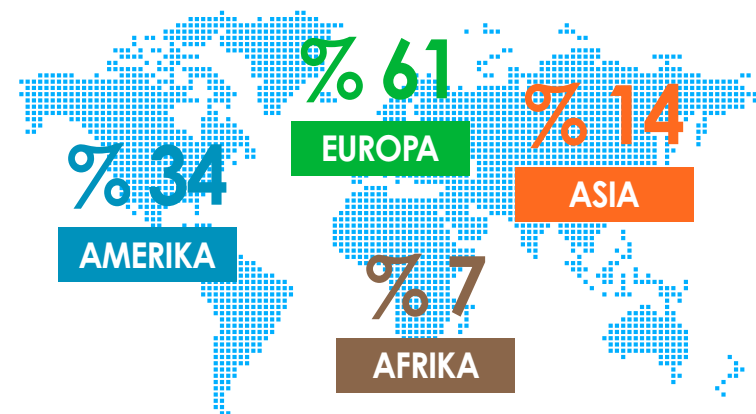 % 61
EUROPA
% 14
ASIA
% 34
AMERIKA
% 7
AFRIKA